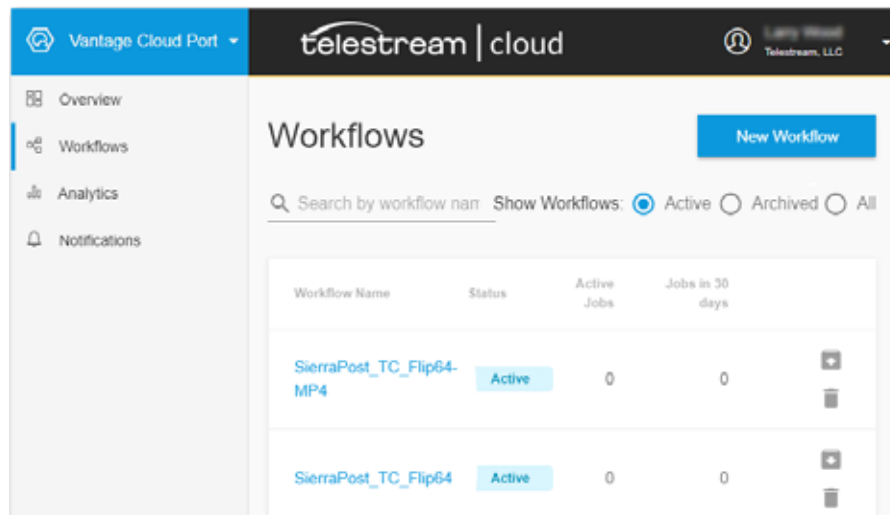 Vantage Cloud Port
telestream | cloud
Telestream, LLC
Overview
Workflows
Analytics
Notifications
Workflows
New Workflow
Search by workflow nam
Show Workflows: Active Archived All
Workflow Name Status Active Jobs Jobs in 30 days
SierraPost_TC_Flip64-
MP4
Active 0 0
SierraPost_TC_Flip64 Active 0 0